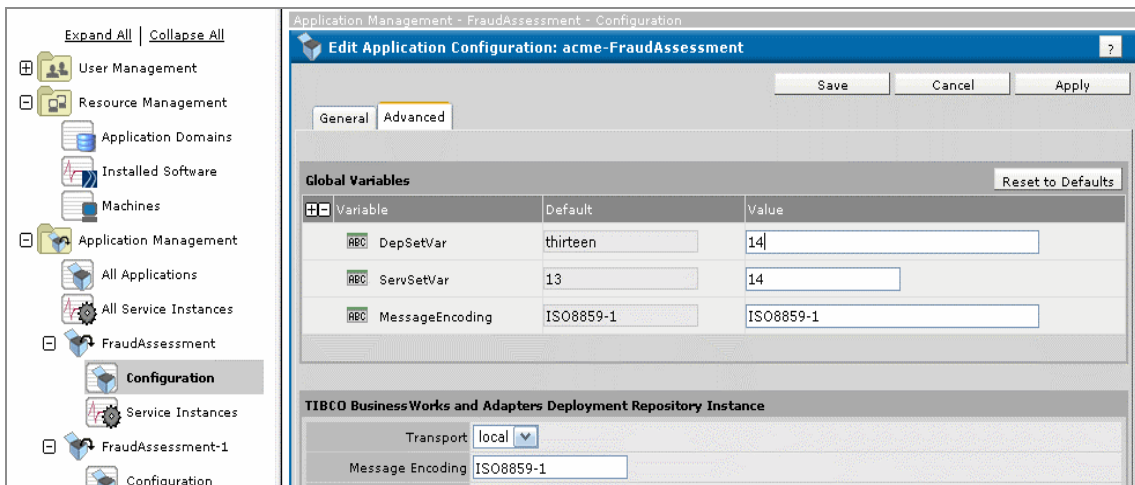 Expand All | Collapse All
User Management
Resource Management
Application Domains
Installed Software
Machines
Application Management
All Applications
All Service Instances
FraudAssessment
Configuration
Service Instances
FraudAssessment-1
Configuration
Application Management - FraudAssessment - Configuration
Edit Application Configuration: acme-FraudAssessment ?
Save Cancel Apply
General Advanced
Global Variables Reset to Defaults
Variable Default Value
ABC DepSetVar thirteen 14
ABC ServSetVar 13 14
ABC MessageEncoding ISO8859-1 ISO8859-1
TIBCO BusinessWorks and Adapters Deployment Repository Instance
Transport local
Message Encoding ISO8859-1